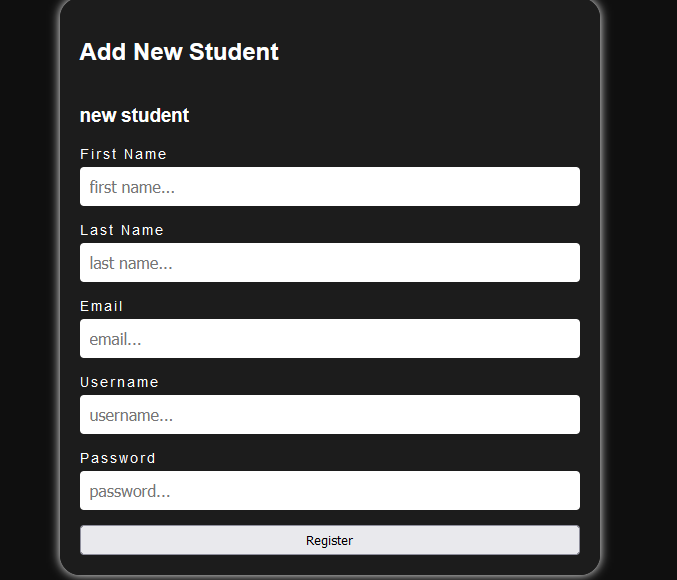 Add New Student
new student
First Name
first name...
Last Name
last name...
Email
email...
Username
username...
Password
password...
Register